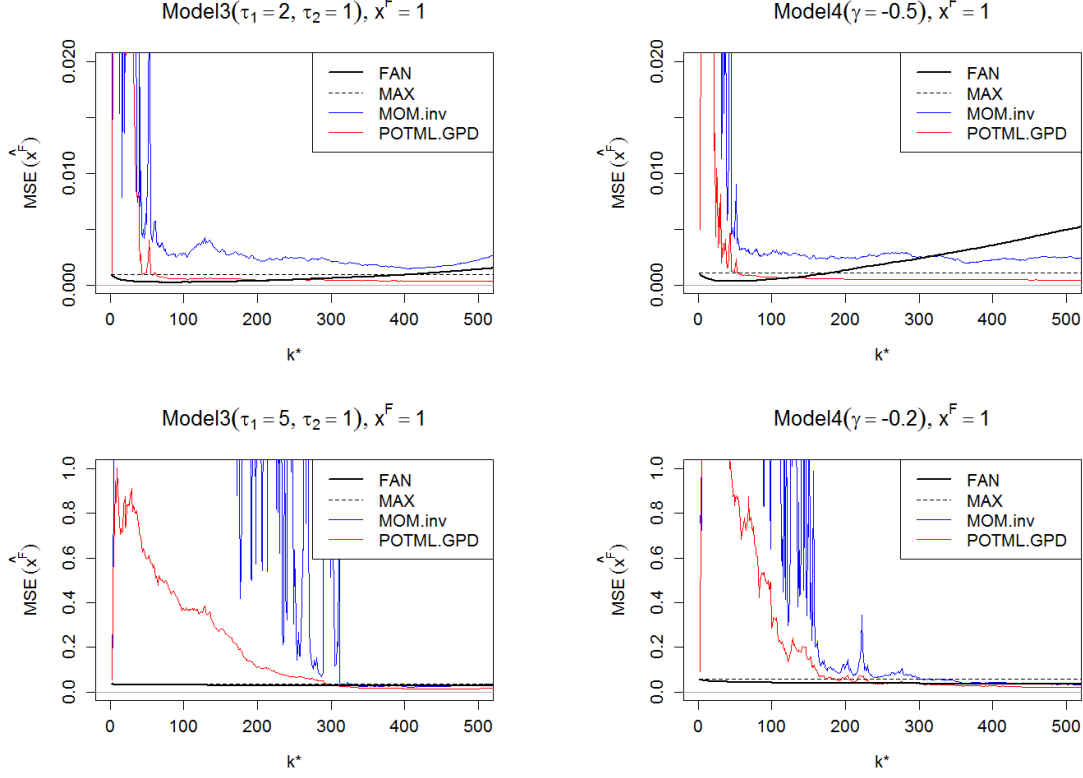 Model3(τ₁ = 2, τ₂ = 1), x^F = 1
MSE (x̂^F)
0.020
0.010
0.000
FAN
MAX
MOM.inv
POTML.GPD
0 100 200 300 400 500
k*
Model4(γ = -0.5), x^F = 1
MSE (x̂^F)
0.020
0.010
0.000
FAN
MAX
MOM.inv
POTML.GPD
0 100 200 300 400 500
k*
Model3(τ₁ = 5, τ₂ = 1), x^F = 1
MSE (x̂^F)
1.0
0.8
0.6
0.4
0.2
0.0
FAN
MAX
MOM.inv
POTML.GPD
0 100 200 300 400 500
k*
Model4(γ = -0.2), x^F = 1
MSE (x̂^F)
1.0
0.8
0.6
0.4
0.2
0.0
FAN
MAX
MOM.inv
POTML.GPD
0 100 200 300 400 500
k*